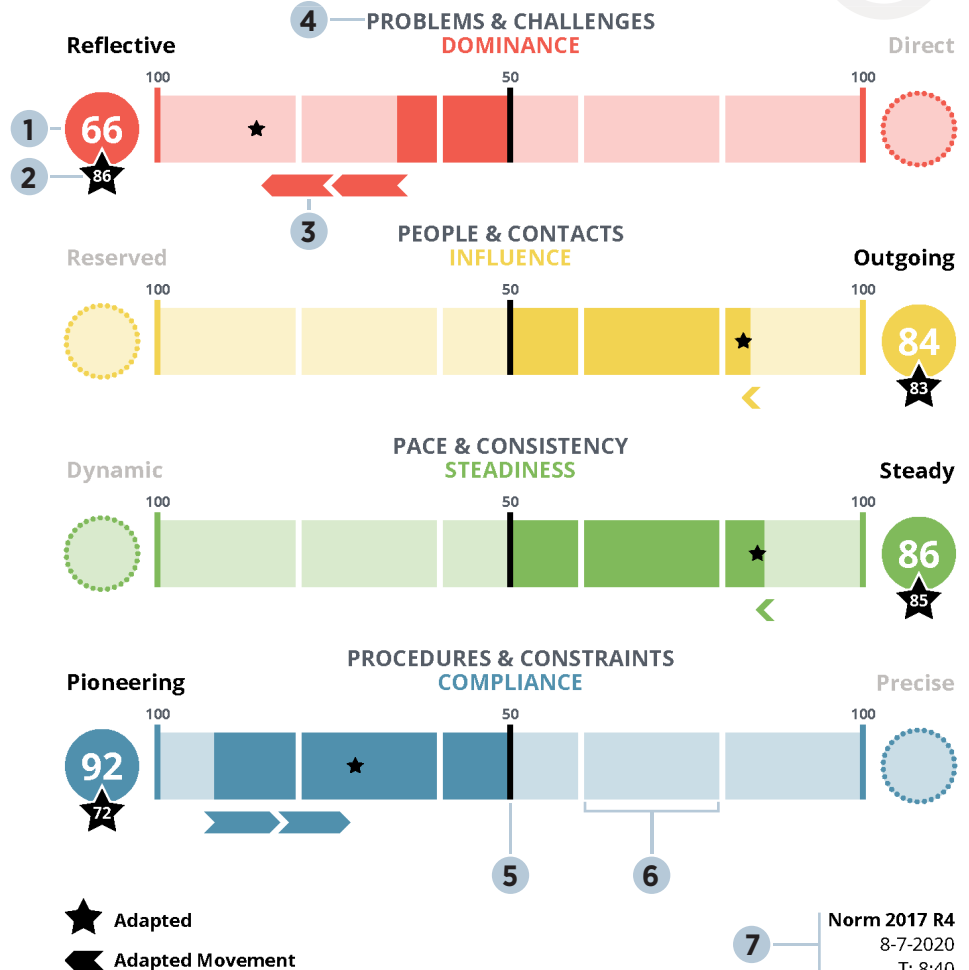 4 PROBLEMS & CHALLENGES
Reflective DOMINANCE Direct
100 50 100
1 66
2 86
3
PEOPLE & CONTACTS
Reserved INFLUENCE Outgoing
100 50 100
84
83
PACE & CONSISTENCY
Dynamic STEADINESS Steady
100 50 100
86
85
PROCEDURES & CONSTRAINTS
Pioneering COMPLIANCE Precise
100 50 100
92
72
5 6
Adapted
Adapted Movement
7 Norm 2017 R4
8-7-2020
T: 8:40